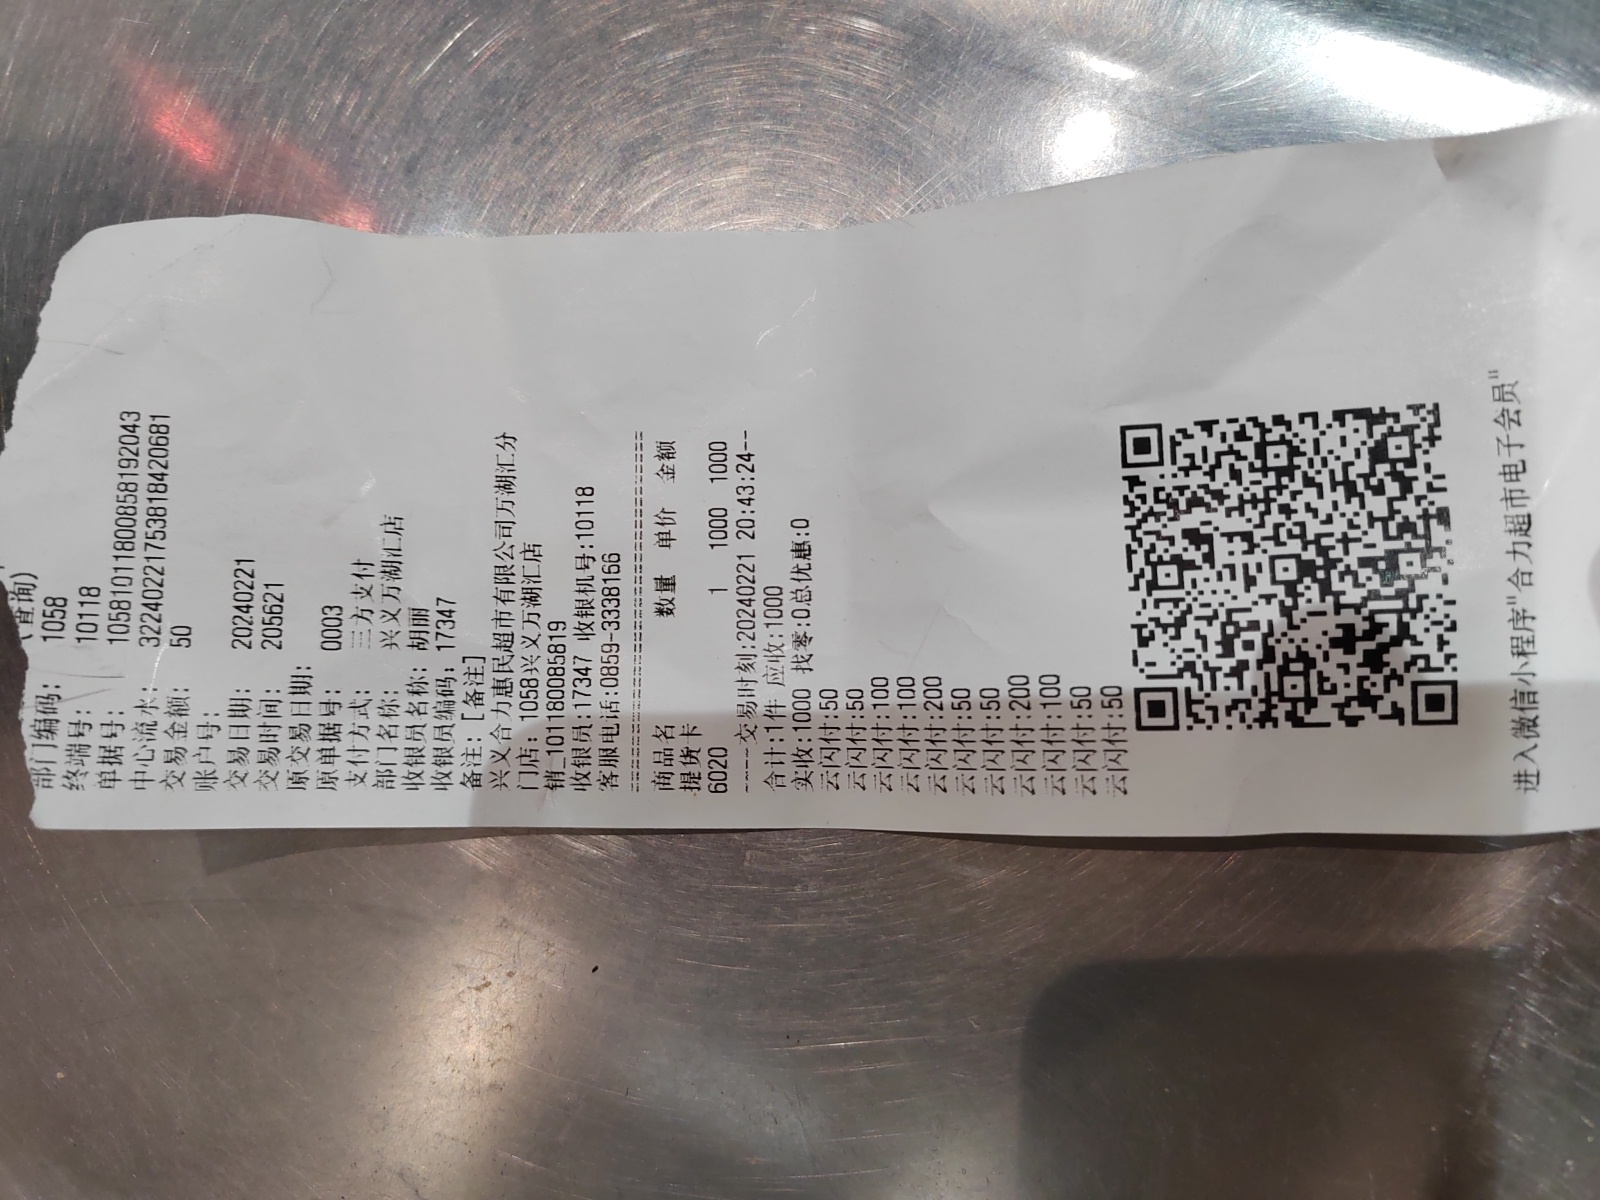 (查询)
部门编码: 1058
终端号: 10118
单据号: 105810118008581920​43
中心流水: 3224022175381842068​1
交易金额: 50
账户号:
交易日期: 20240221
交易时间: 205621
原交易日期:
原单据号: 0003
支付方式: 三方支付
部门名称: 兴义万湖汇店
收银员名称: 胡丽
收银员编码: 17347
备注: [备注]
兴义合力惠民超市有限公司万湖汇分
门店: 1058兴义万湖汇店
销_10118​0085819
收银员:17347 收银机号:10118
客服电话:0859-3338166
商品名 数量 单价 金额
提货卡
6020 1 1000 1000
----交易时刻:20240221 20:43:24--
合计:1件 应收:1000
实收:1000 找零:0总优惠:0
云闪付:50
云闪付:50
云闪付:100
云闪付:100
云闪付:200
云闪付:50
云闪付:50
云闪付:200
云闪付:100
云闪付:50
云闪付:50
进入微信小程序"合力超市电子会员"